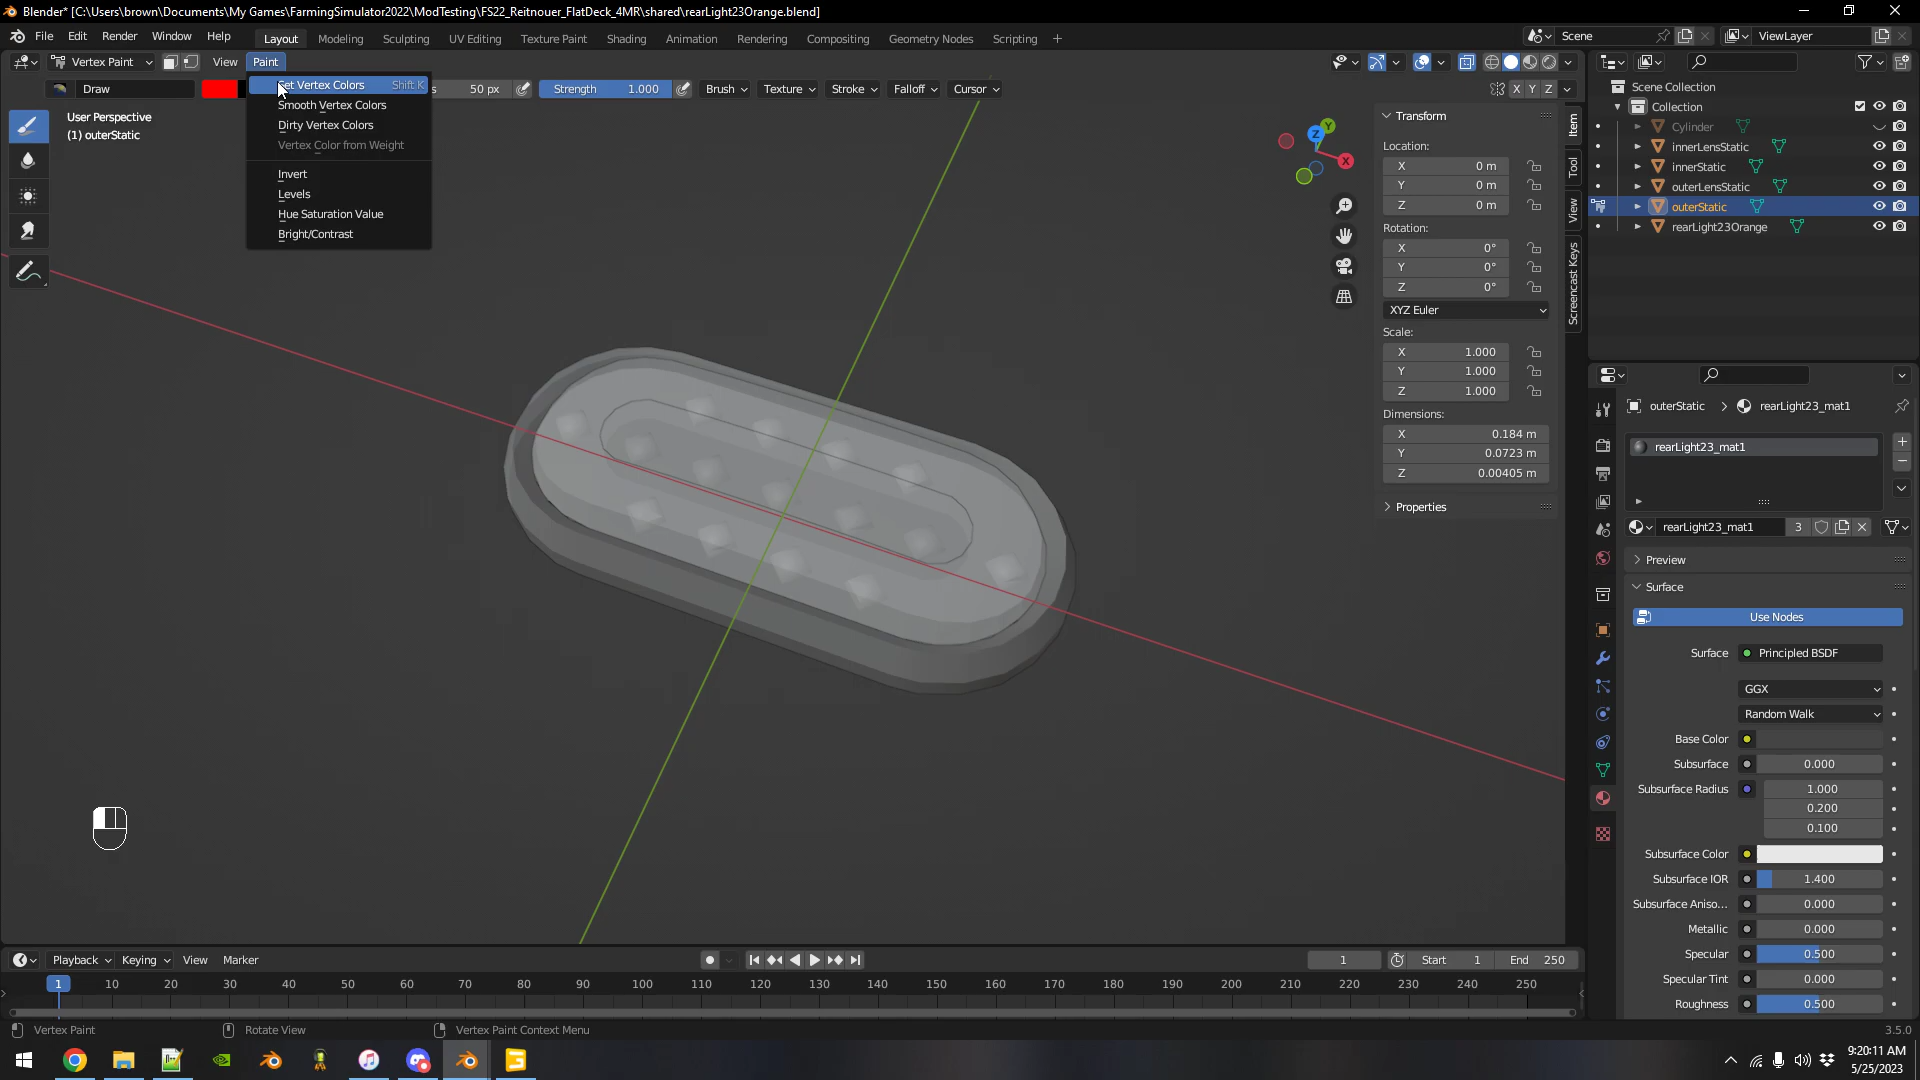 Blender* [C:\Users\brown\Documents\My Games\FarmingSimulator2022\ModTesting\FS22_Reitnouer_FlatDeck_4MR\shared\rearLight23Orange.blend]
File Edit Render Window Help Layout Modeling Sculpting UV Editing Texture Paint Shading Animation Rendering Compositing Geometry Nodes Scripting + Scene ViewLayer
Vertex Paint View Paint
Draw 50 px Strength 1.000 Brush Texture Stroke Falloff Cursor X Y Z
Set Vertex Colors Shift K
Smooth Vertex Colors
Dirty Vertex Colors
Vertex Color from Weight
Invert
Levels
Hue Saturation Value
Bright/Contrast
User Perspective
(1) outerStatic
Z Y X
Transform
Location:
X 0 m
Y 0 m
Z 0 m
Rotation:
X 0°
Y 0°
Z 0°
XYZ Euler
Scale:
X 1.000
Y 1.000
Z 1.000
Dimensions:
X 0.184 m
Y 0.0723 m
Z 0.00405 m
Properties
Item
Tool
View
Screencast Keys
Scene Collection
Collection
Cylinder
innerLensStatic
innerStatic
outerLensStatic
outerStatic
rearLight23Orange
outerStatic rearLight23_mat1
rearLight23_mat1
rearLight23_mat1 3
Preview
Surface
Use Nodes
Surface Principled BSDF
GGX
Random Walk
Base Color
Subsurface 0.000
Subsurface Radius 1.000
0.200
0.100
Subsurface Color
Subsurface IOR 1.400
Subsurface Aniso... 0.000
Metallic 0.000
Specular 0.500
Specular Tint 0.000
Roughness 0.500
Playback Keying View Marker 1 Start 1 End 250
1 10 20 30 40 50 60 70 80 90 100 110 120 130 140 150 160 170 180 190 200 210 220 230 240 250
Vertex Paint Rotate View Vertex Paint Context Menu 3.5.0
9:20:11 AM
5/25/2023